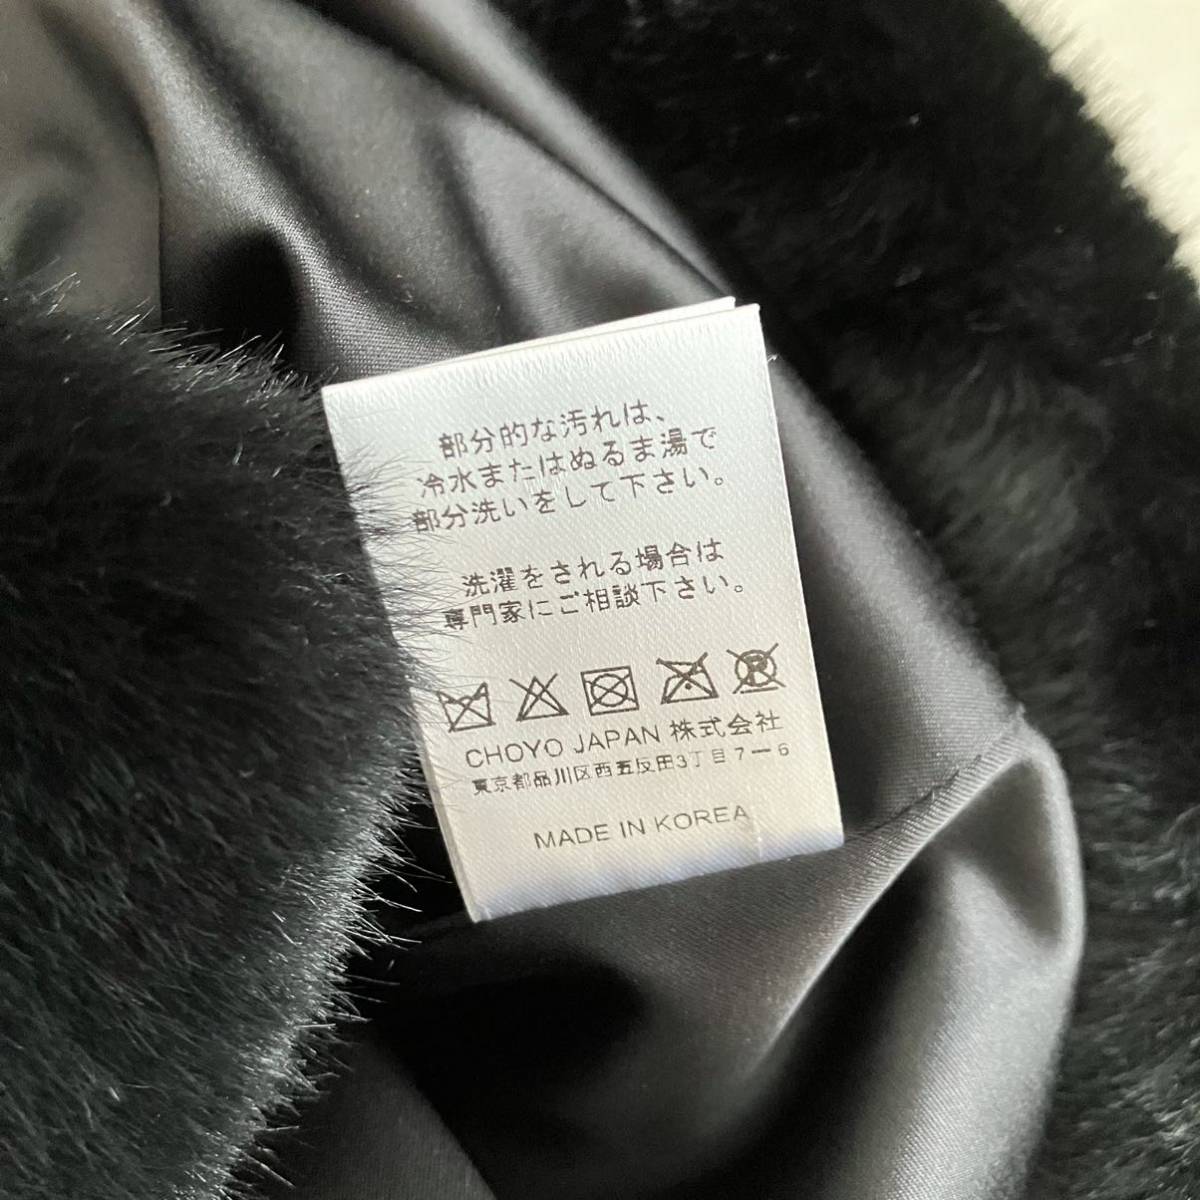 部分的な汚れは、
冷水またはぬるま湯で
部分洗いをして下さい。
洗濯をされる場合は
専門家にご相談下さい。
CHOYO JAPAN 株式会社
東京都品川区西五反田3丁目7ー6
MADE IN KOREA